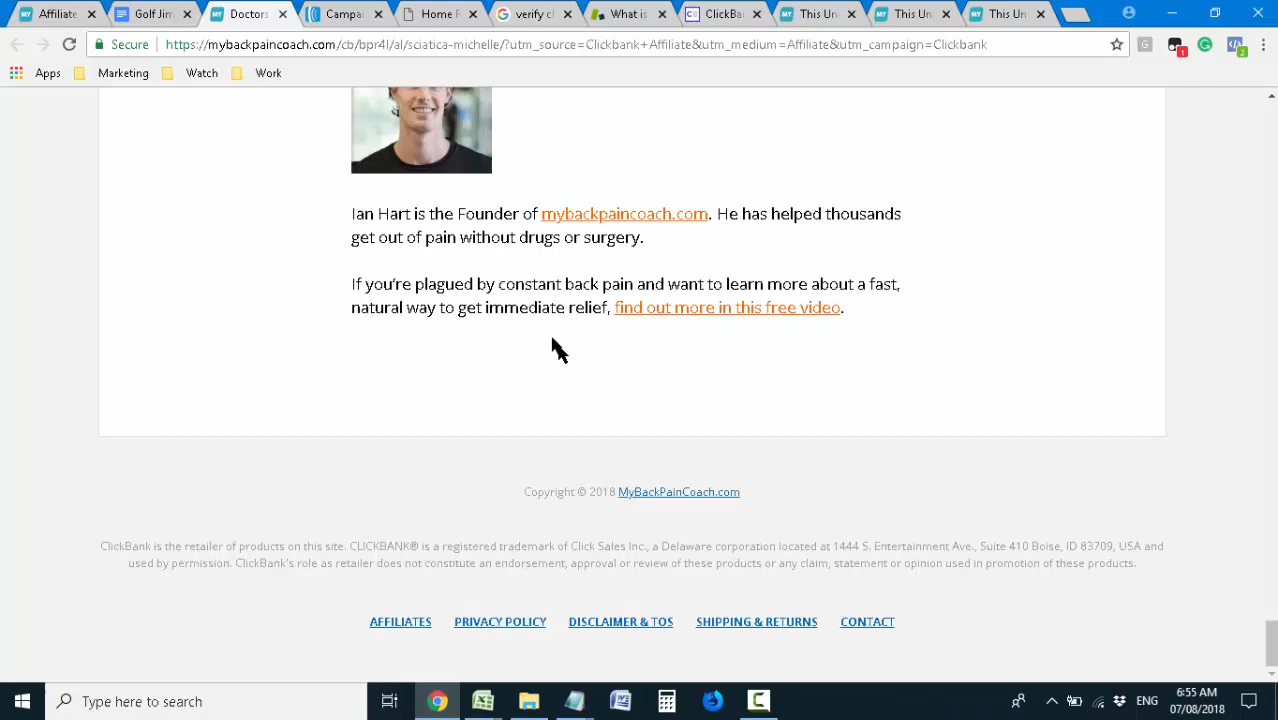 Affiliate
Golf Jim
Doctors
Campai
Home F
verify cl
What is
ClickBan
This Un
This Un
This Un
Secure
https://mybackpaincoach.com/cb/bpr4l/al/sciatica-michelle/?utm_source=Clickbank+Affiliate&utm_medium=Affiliate&utm_campaign=Clickbank
1
2
Apps Marketing Watch Work
Ian Hart is the Founder of mybackpaincoach.com. He has helped thousands
get out of pain without drugs or surgery.
If you're plagued by constant back pain and want to learn more about a fast,
natural way to get immediate relief, find out more in this free video.
Copyright © 2018 MyBackPainCoach.com
ClickBank is the retailer of products on this site. CLICKBANK® is a registered trademark of Click Sales Inc., a Delaware corporation located at 1444 S. Entertainment Ave., Suite 410 Boise, ID 83709, USA and
used by permission. ClickBank's role as retailer does not constitute an endorsement, approval or review of these products or any claim, statement or opinion used in promotion of these products.
AFFILIATES PRIVACY POLICY DISCLAIMER & TOS SHIPPING & RETURNS CONTACT
Type here to search
ENG
6:55 AM
07/08/2018